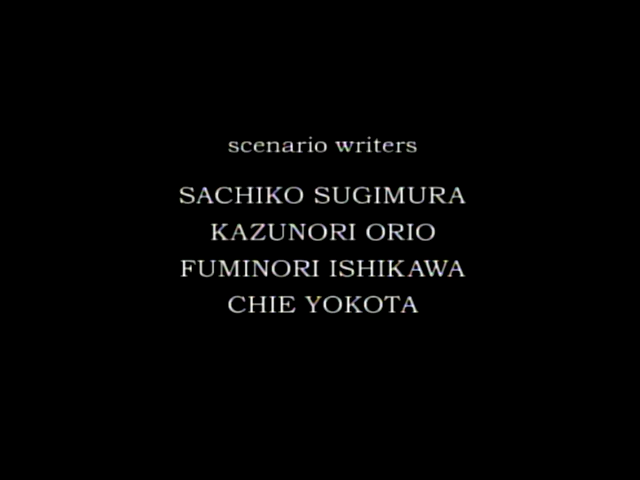 scenario writers
SACHIKO SUGIMURA
KAZUNORI ORIO
FUMINORI ISHIKAWA
CHIE YOKOTA